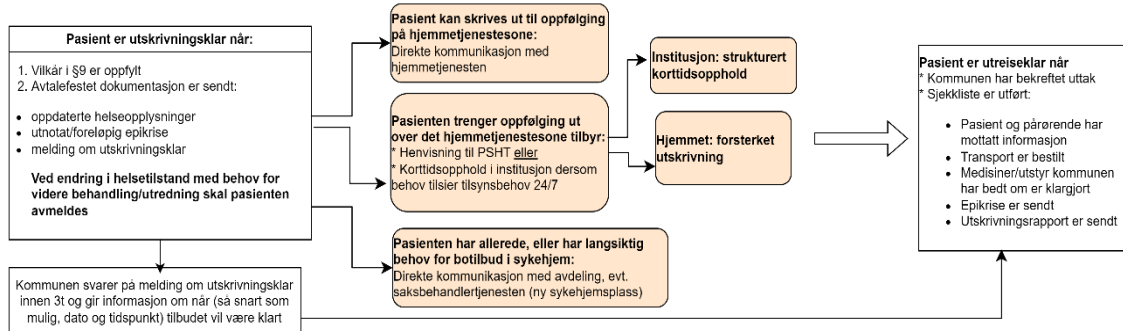 Pasient er utskrivningsklar når:
1. Vilkår i §9 er oppfylt
2. Avtalefestet dokumentasjon er sendt:
• oppdaterte helseopplysninger
• utnotat/foreløpig epikrise
• melding om utskrivningsklar
Ved endring i helsetilstand med behov for
videre behandling/utredning skal pasienten
avmeldes
Kommunen svarer på melding om utskrivningsklar
innen 3t og gir informasjon om når (så snart som
mulig, dato og tidspunkt) tilbudet vil være klart
Pasient kan skrives ut til oppfølging
på hjemmetjenestesone:
Direkte kommunikasjon med
hjemmetjenesten
Pasienten trenger oppfølging ut
over det hjemmetjenestesone tilbyr:
* Henvisning til PSHT eller
* Korttidsopphold i institusjon dersom
behov tilsier tilsynsbehov 24/7
Pasienten har allerede, eller har langsiktig
behov for botilbud i sykehjem:
Direkte kommunikasjon med avdeling, evt.
saksbehandlertjenesten (ny sykehjemsplass)
Institusjon: strukturert
korttidsopphold
Hjemmet: forsterket
utskrivning
Pasient er utreiseklar når
* Kommunen har bekreftet uttak
* Sjekkliste er utført:
• Pasient og pårørende har
mottatt informasjon
• Transport er bestilt
• Medisiner/utstyr kommunen
har bedt om er klargjort
• Epikrise er sendt
• Utskrivningsrapport er sendt